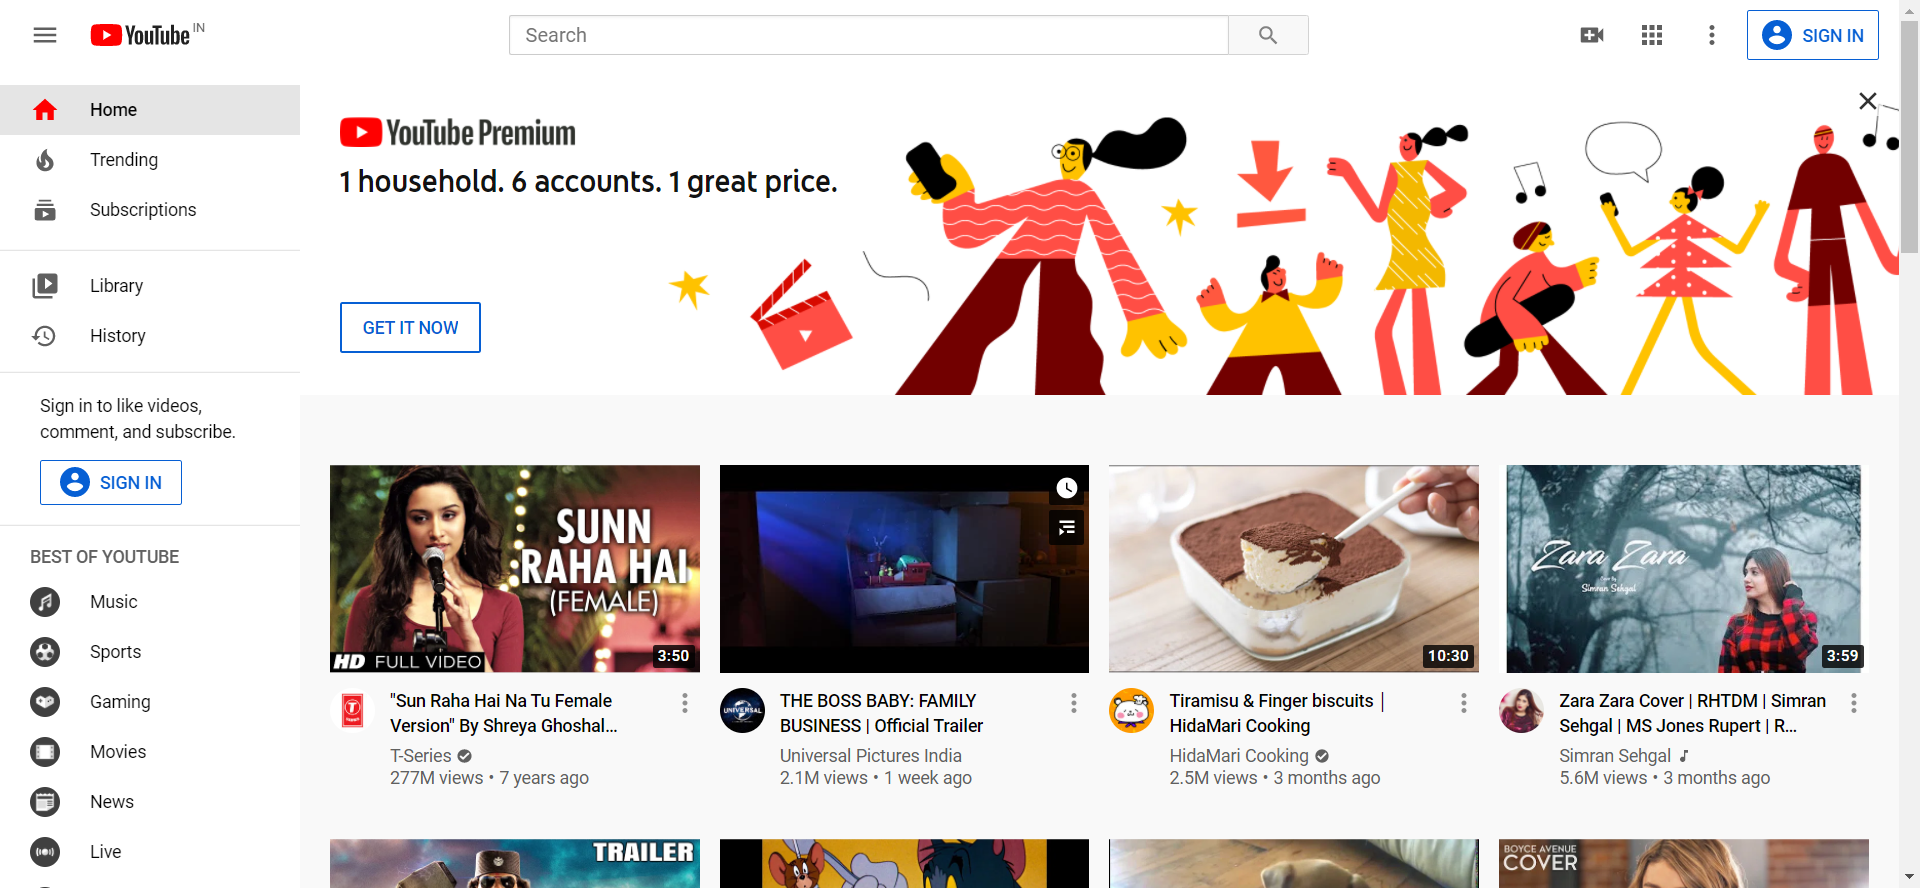 YouTube IN
Search
SIGN IN
Home
Trending
Subscriptions
Library
History
Sign in to like videos,
comment, and subscribe.
SIGN IN
BEST OF YOUTUBE
Music
Sports
Gaming
Movies
News
Live
YouTube Premium
1 household. 6 accounts. 1 great price.
GET IT NOW
SUNN
RAHA HAI
(FEMALE)
HD FULL VIDEO
3:50
"Sun Raha Hai Na Tu Female
Version" By Shreya Ghoshal...
T-Series
277M views • 7 years ago
UNIVERSAL
THE BOSS BABY: FAMILY
BUSINESS | Official Trailer
Universal Pictures India
2.1M views • 1 week ago
10:30
Tiramisu & Finger biscuits |
HidaMari Cooking
HidaMari Cooking
2.5M views • 3 months ago
Zara Zara
Cover By
Simran Sehgal
3:59
Zara Zara Cover | RHTDM | Simran
Sehgal | MS Jones Rupert | R...
Simran Sehgal
5.6M views • 3 months ago
TRAILER
BOYCE AVENUE
COVER